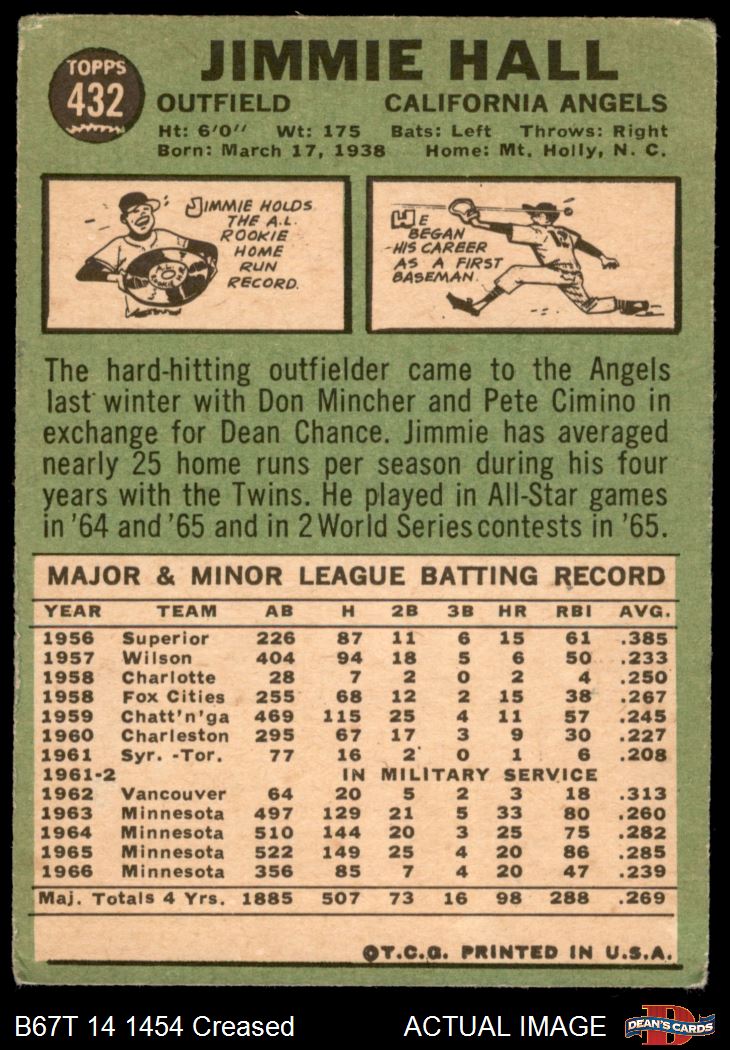 TOPPS
432
JIMMIE HALL
OUTFIELD CALIFORNIA ANGELS
Ht: 6'0" Wt: 175 Bats: Left Throws: Right
Born: March 17, 1938 Home: Mt. Holly, N. C.
JIMMIE HOLDS
THE A.L.
ROOKIE
HOME
RUN
RECORD.
WE
BEGAN
HIS CAREER
AS A FIRST
BASEMAN.
The hard-hitting outfielder came to the Angels
last winter with Don Mincher and Pete Cimino in
exchange for Dean Chance. Jimmie has averaged
nearly 25 home runs per season during his four
years with the Twins. He played in All-Star games
in '64 and '65 and in 2 World Series contests in '65.
MAJOR & MINOR LEAGUE BATTING RECORD
YEAR TEAM AB H 2B 3B HR RBI AVG.
1956 Superior 226 87 11 6 15 61 .385
1957 Wilson 404 94 18 5 6 50 .233
1958 Charlotte 28 7 2 0 2 4 .250
1958 Fox Cities 255 68 12 2 15 38 .267
1959 Chatt'n'ga 469 115 25 4 11 57 .245
1960 Charleston 295 67 17 3 9 30 .227
1961 Syr. -Tor. 77 16 2 0 1 6 .208
1961-2 IN MILITARY SERVICE
1962 Vancouver 64 20 5 2 3 18 .313
1963 Minnesota 497 129 21 5 33 80 .260
1964 Minnesota 510 144 20 3 25 75 .282
1965 Minnesota 522 149 25 4 20 86 .285
1966 Minnesota 356 85 7 4 20 47 .239
Maj. Totals 4 Yrs. 1885 507 73 16 98 288 .269
©T.C.G. PRINTED IN U.S.A.
B67T 14 1454 Creased ACTUAL IMAGE
DEAN'S CARDS